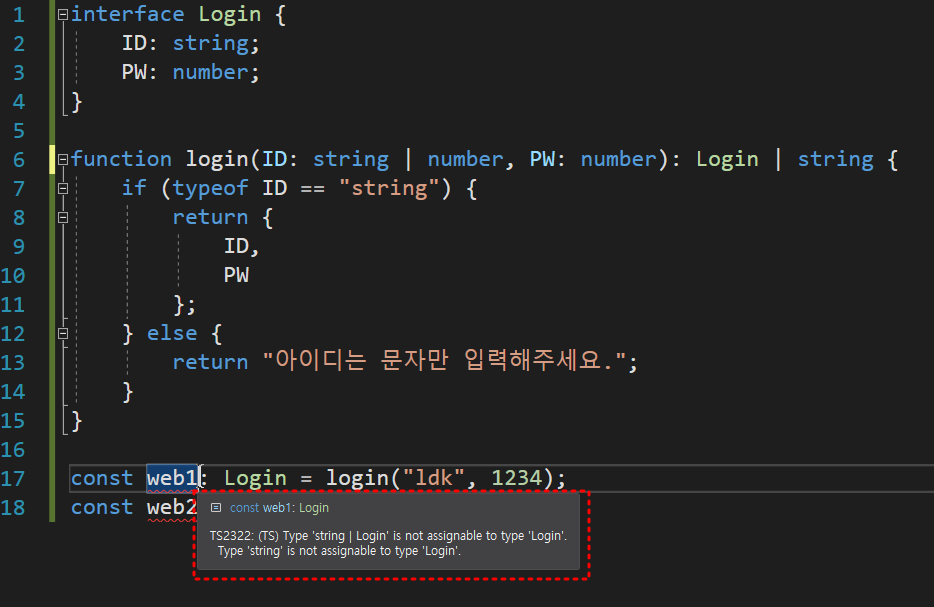 1 interface Login {
2 ID: string;
3 PW: number;
4 }
5
6 function login(ID: string | number, PW: number): Login | string {
7 if (typeof ID == "string") {
8 return {
9 ID,
10 PW
11 };
12 } else {
13 return "아이디는 문자만 입력해주세요.";
14 }
15 }
16
17 const web1: Login = login("ldk", 1234);
18 const web2
const web1: Login
TS2322: (TS) Type 'string | Login' is not assignable to type 'Login'.
Type 'string' is not assignable to type 'Login'.